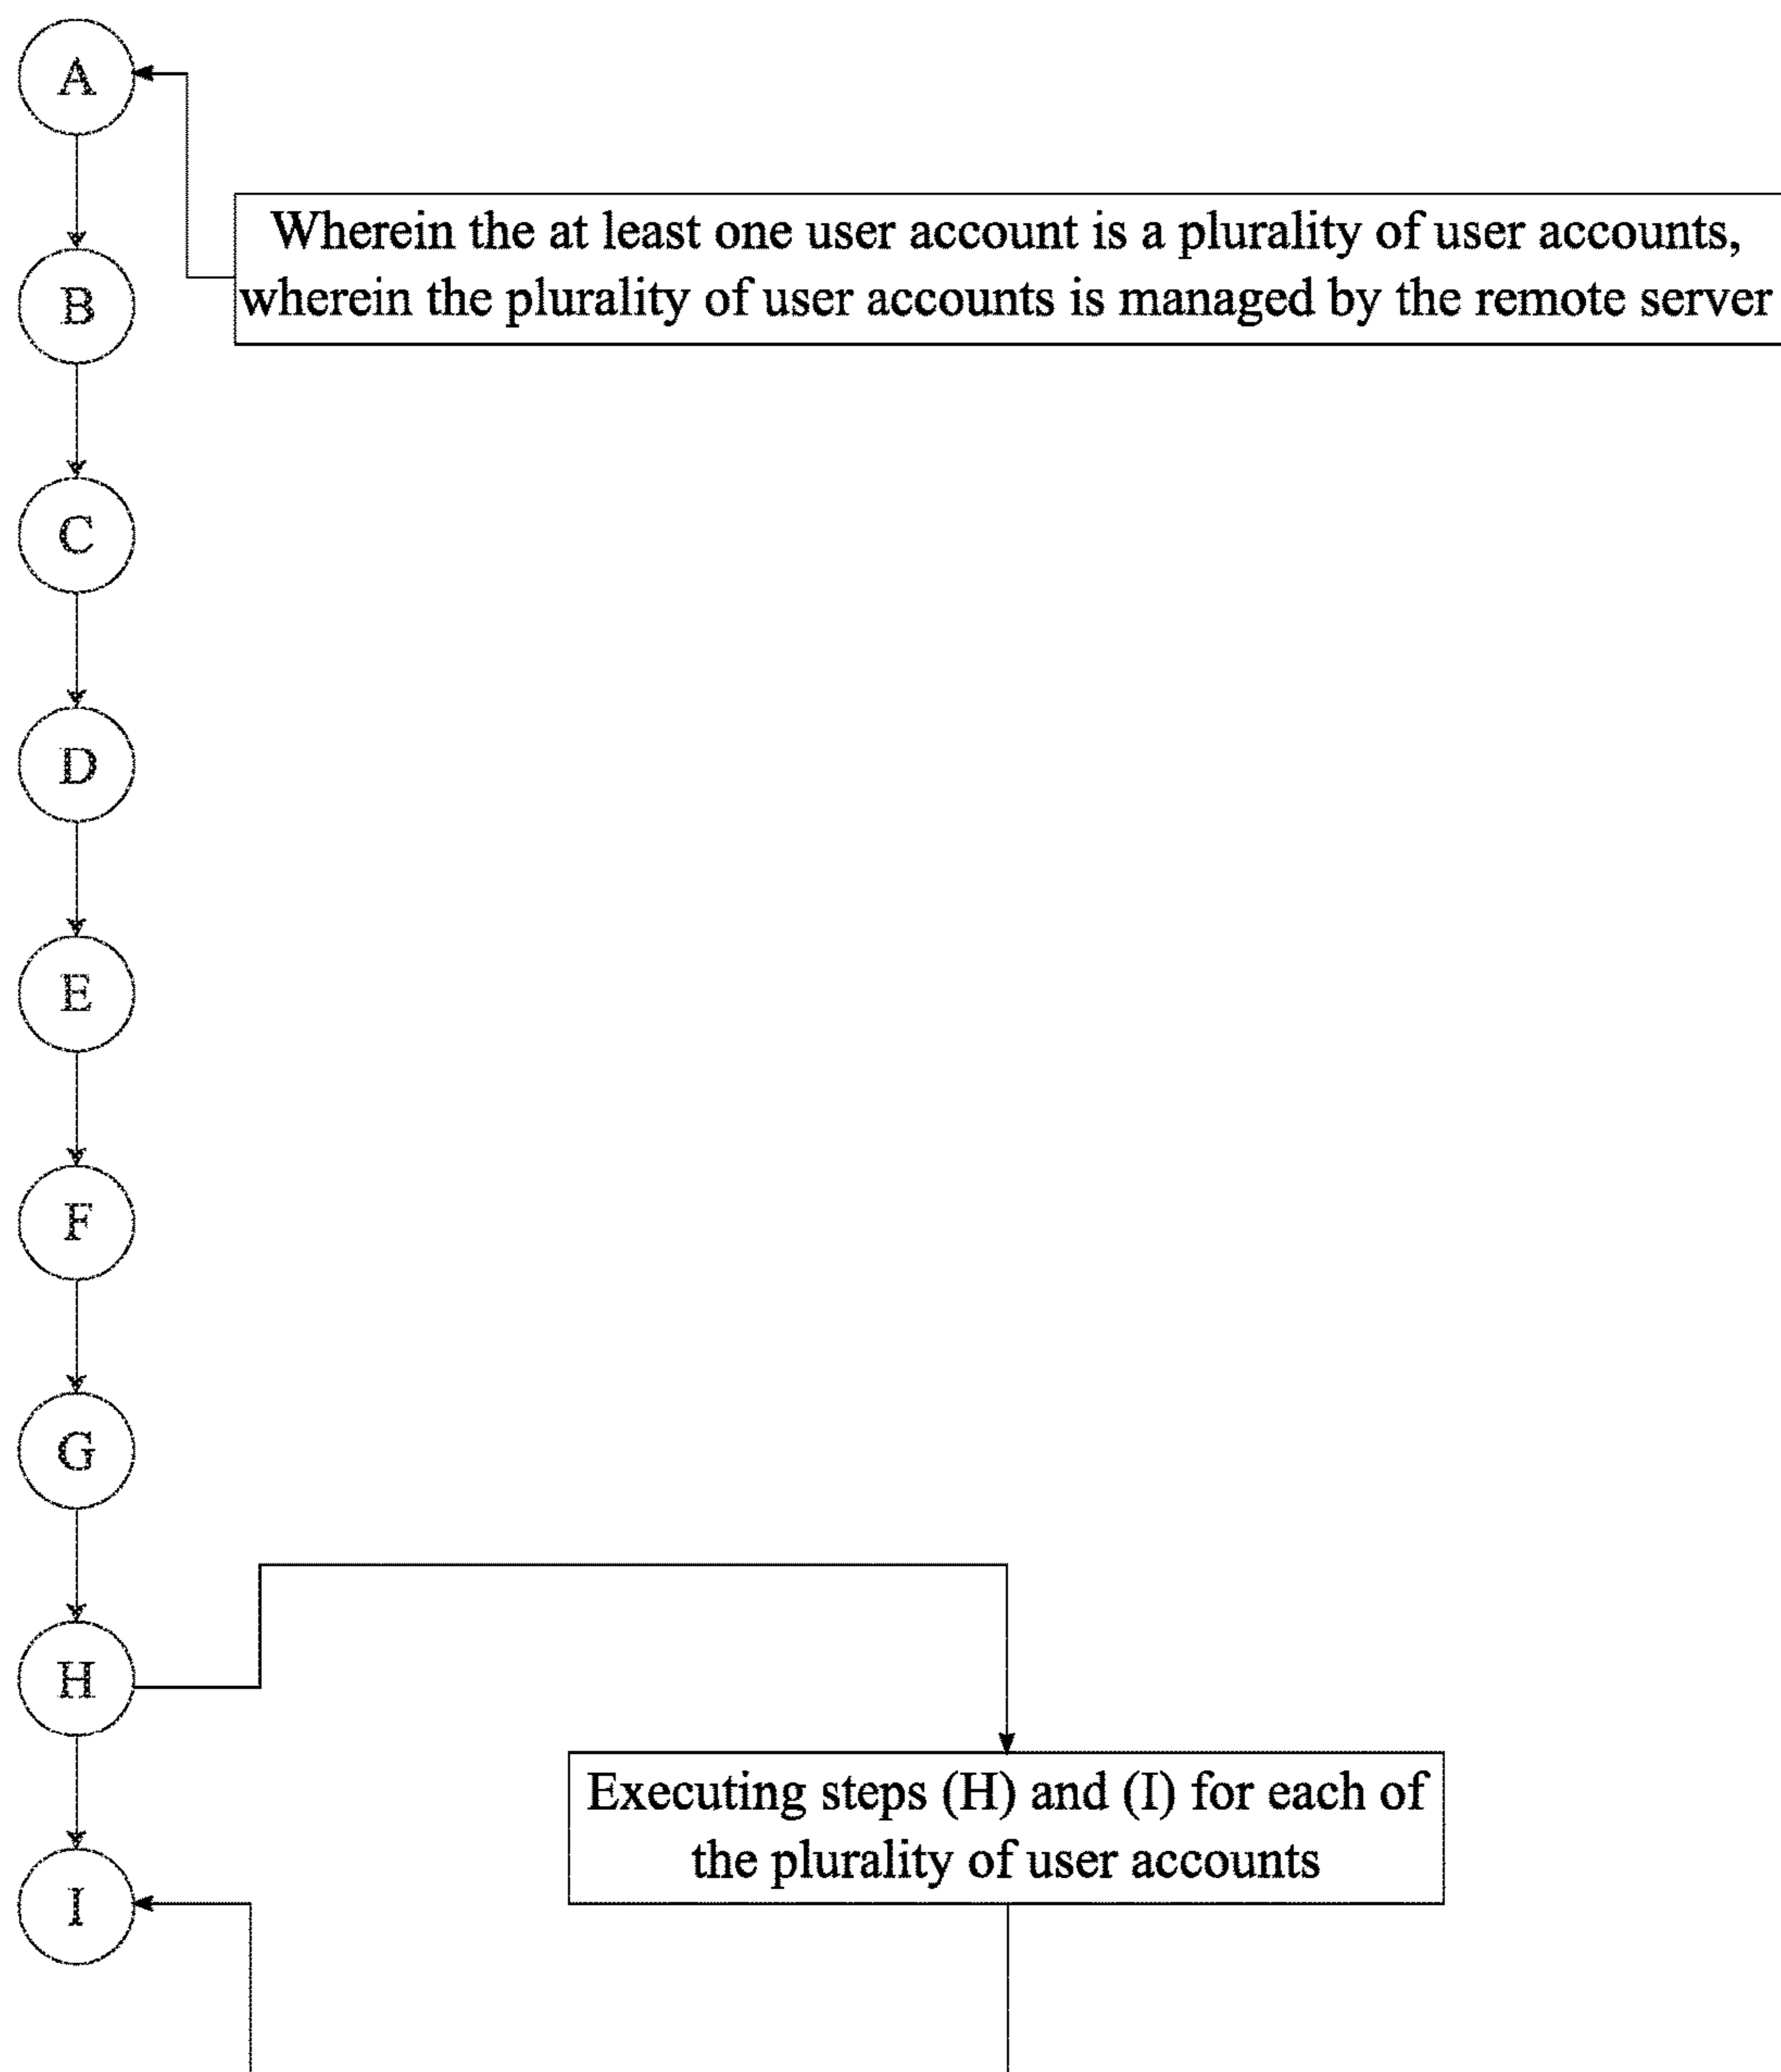 A
Wherein the at least one user account is a plurality of user accounts,
wherein the plurality of user accounts is managed by the remote server
B
C
D
E
F
G
H
Executing steps (H) and (I) for each of
the plurality of user accounts
I